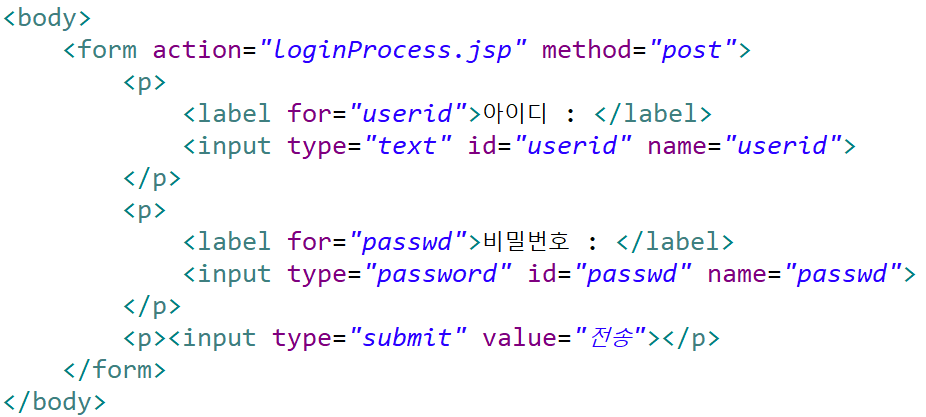 <body>
<form action="loginProcess.jsp" method="post">
<p>
<label for="userid">아이디 : </label>
<input type="text" id="userid" name="userid">
</p>
<p>
<label for="passwd">비밀번호 : </label>
<input type="password" id="passwd" name="passwd">
</p>
<p><input type="submit" value="전송"></p>
</form>
</body>